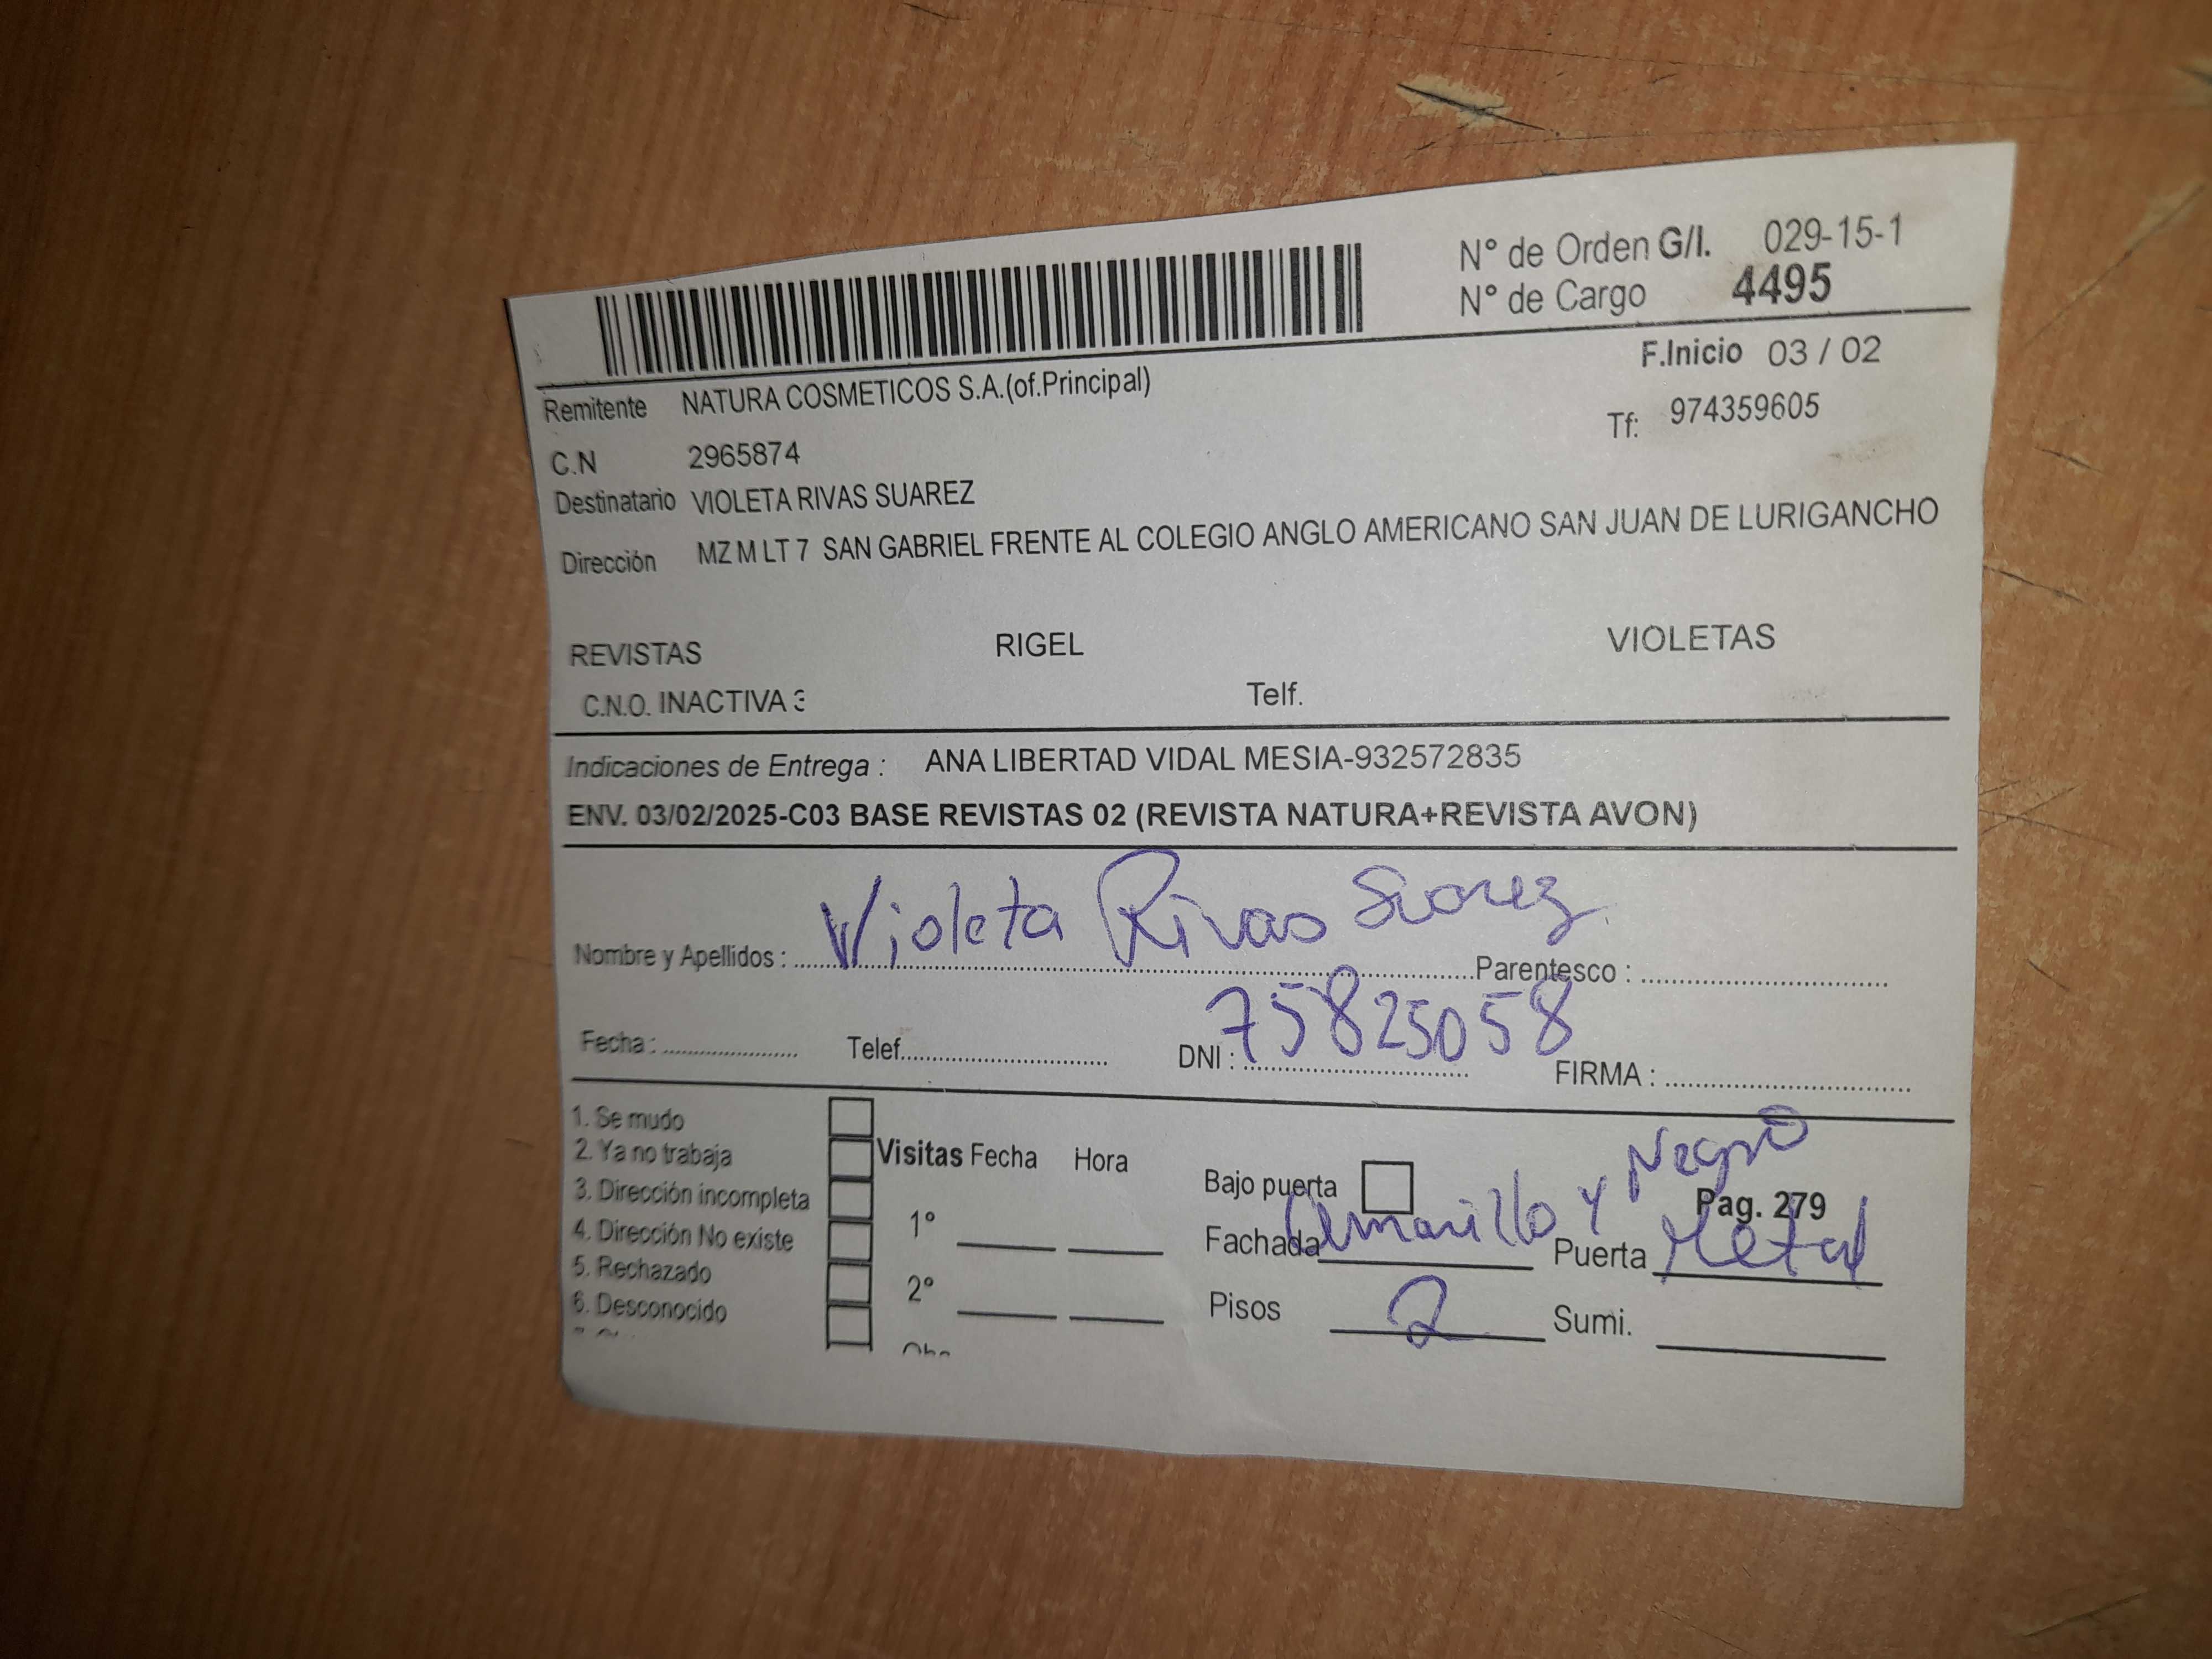 N° de Orden G/I. 029-15-1
N° de Cargo 4495
F.Inicio 03 / 02
Remitente NATURA COSMETICOS S.A.(of.Principal)
Tf: 974359605
C.N 2965874
Destinatario VIOLETA RIVAS SUAREZ
Dirección MZ M LT 7 SAN GABRIEL FRENTE AL COLEGIO ANGLO AMERICANO SAN JUAN DE LURIGANCHO
REVISTAS RIGEL VIOLETAS
C.N.O. INACTIVA 3 Telf.
Indicaciones de Entrega : ANA LIBERTAD VIDAL MESIA-932572835
ENV. 03/02/2025-C03 BASE REVISTAS 02 (REVISTA NATURA+REVISTA AVON)
Nombre y Apellidos : Violeta Rivas Suarez. Parentesco :
Fecha : Telef. DNI : 75825058 FIRMA :
1. Se mudo
2. Ya no trabaja
3. Dirección incompleta
4. Dirección No existe
5. Rechazado
6. Desconocido
Visitas Fecha Hora
1°
2°
Bajo puerta
Pag. 279
Fachada Amarillo y Negro Puerta Metal
Pisos 2 Sumi.